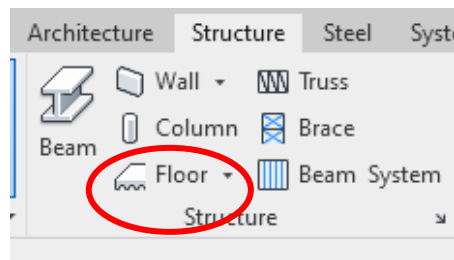 Architecture Structure Steel
Wall Truss
Column Brace
Beam
Floor Beam System
Structure